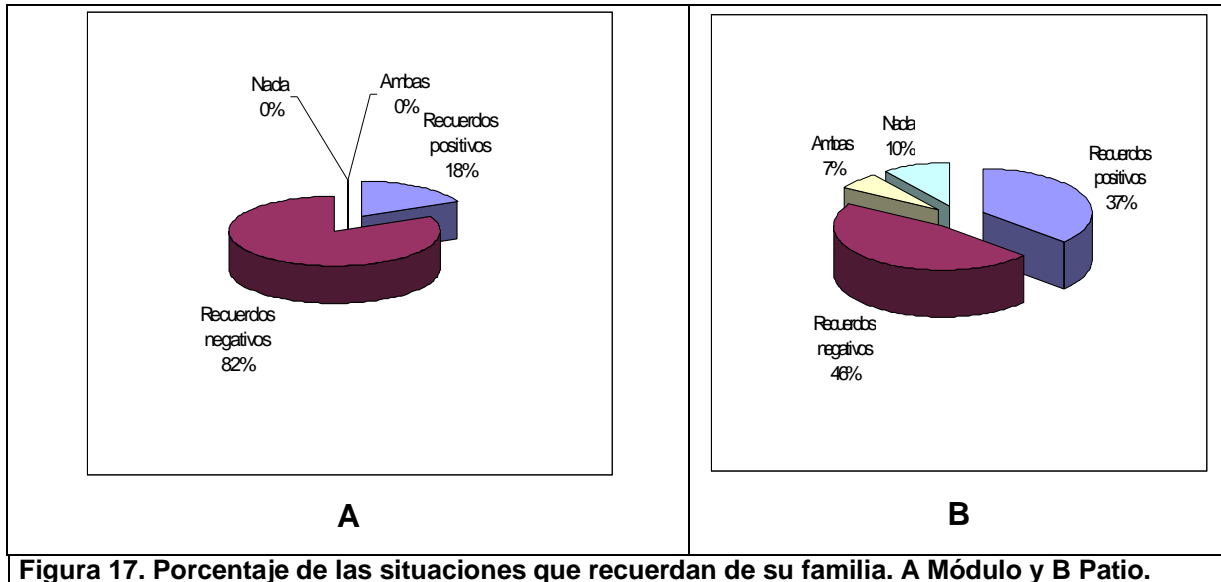 Nada
0%
Ambas
0%
Recuerdos
positivos
18%
Recuerdos
negativos
82%
A
Ambas
7%
Nada
10%
Recuerdos
positivos
37%
Recuerdos
negativos
46%
B
Figura 17. Porcentaje de las situaciones que recuerdan de su familia. A Módulo y B Patio.